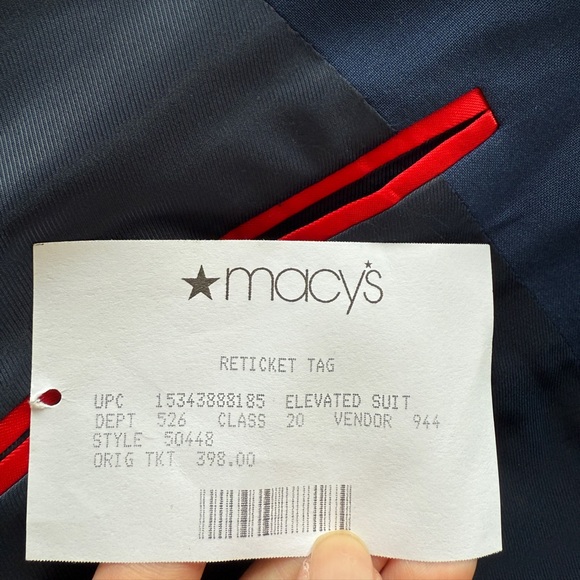 macy's
RETICKET TAG
UPC 15343888185 ELEVATED SUIT
DEPT 526 CLASS 20 VENDOR 944
STYLE 50448
ORIG TKT 398.00